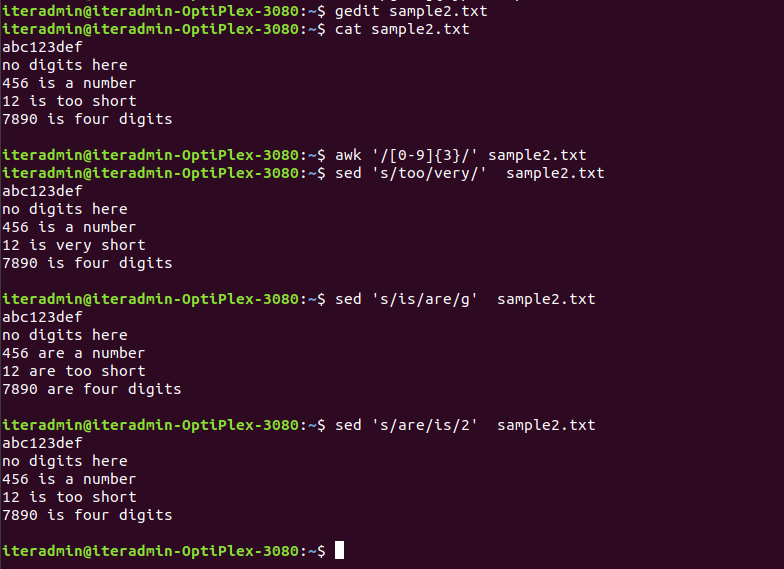 iteradmin@iteradmin-OptiPlex-3080:~$ gedit sample2.txt
iteradmin@iteradmin-OptiPlex-3080:~$ cat sample2.txt
abc123def
no digits here
456 is a number
12 is too short
7890 is four digits

iteradmin@iteradmin-OptiPlex-3080:~$ awk '/[0-9]{3}/' sample2.txt
iteradmin@iteradmin-OptiPlex-3080:~$ sed 's/too/very/'  sample2.txt
abc123def
no digits here
456 is a number
12 is very short
7890 is four digits

iteradmin@iteradmin-OptiPlex-3080:~$ sed 's/is/are/g'  sample2.txt
abc123def
no digits here
456 are a number
12 are too short
7890 are four digits

iteradmin@iteradmin-OptiPlex-3080:~$ sed 's/are/is/2'  sample2.txt
abc123def
no digits here
456 is a number
12 is too short
7890 is four digits

iteradmin@iteradmin-OptiPlex-3080:~$